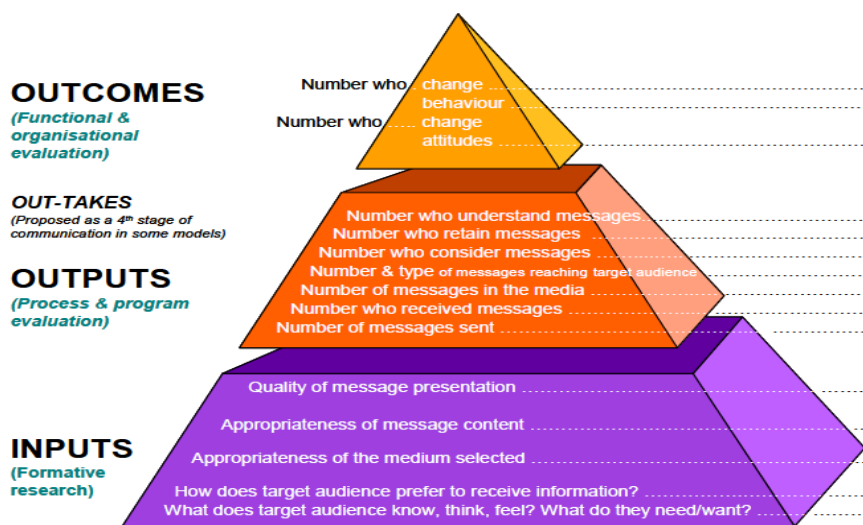 OUTCOMES
(Functional &
organisational
evaluation)
Number who .. change
behaviour
Number who ..... change
attitudes
OUT-TAKES
(Proposed as a 4th stage of
communication in some models)
OUTPUTS
(Process & program
evaluation)
Number who understand messages
Number who retain messages
Number who consider messages
Number & type of messages reaching target audience
Number of messages in the media
Number who received messages
Number of messages sent
INPUTS
(Formative
research)
Quality of message presentation
Appropriateness of message content
Appropriateness of the medium selected
How does target audience prefer to receive information?
What does target audience know, think, feel? What do they need/want?